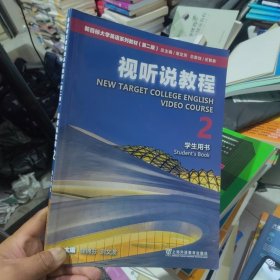 新目标大学英语系列教材（第二版）
视听说教程
NEW TARGET COLLEGE ENGLISH
VIDEO COURSE
2
学生用书
Student's Book
上海外语教育出版社